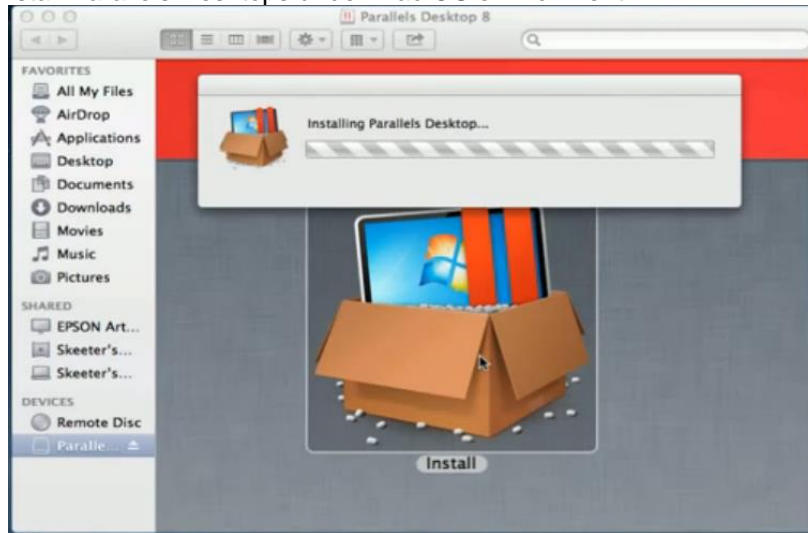 Parallels Desktop 8
FAVORITES
All My Files
AirDrop
Applications
Desktop
Documents
Downloads
Movies
Music
Pictures
SHARED
EPSON Art...
Skeeter's...
Skeeter's...
DEVICES
Remote Disc
Paralle...
Installing Parallels Desktop...
Install